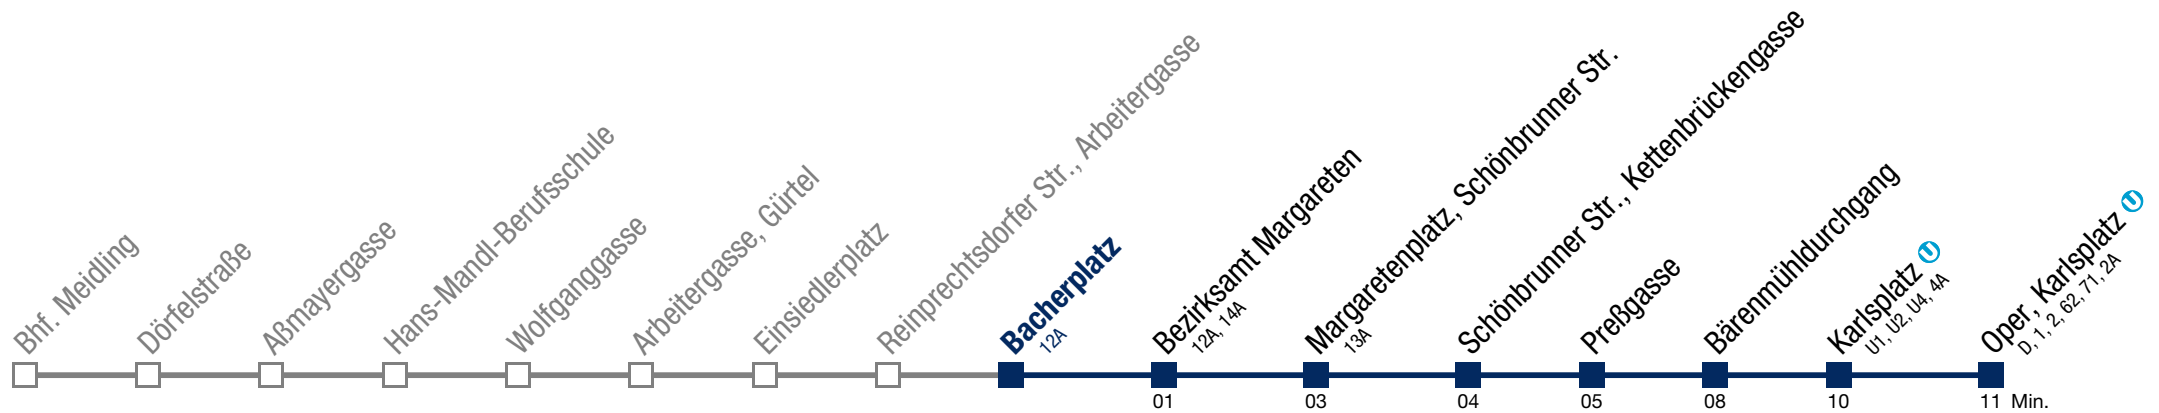 Bhf. Meidling
Dörfelstraße
Aßmayergasse
Hans-Mandl-Berufsschule
Wolfganggasse
Arbeitergasse, Gürtel
Einsiedlerplatz
Reinprechtsdorfer Str., Arbeitergasse
Bacherplatz
12A
Bezirksamt Margareten
12A, 14A
Margaretenplatz, Schönbrunner Str.
13A
Schönbrunner Str., Kettenbrückengasse
Preßgasse
Bärenmühldurchgang
Karlsplatz U
U1, U2, U4, 4A
Oper, Karlsplatz U
D, 1, 2, 62, 71, 2A
01 03 04 05 08 10 11 Min.